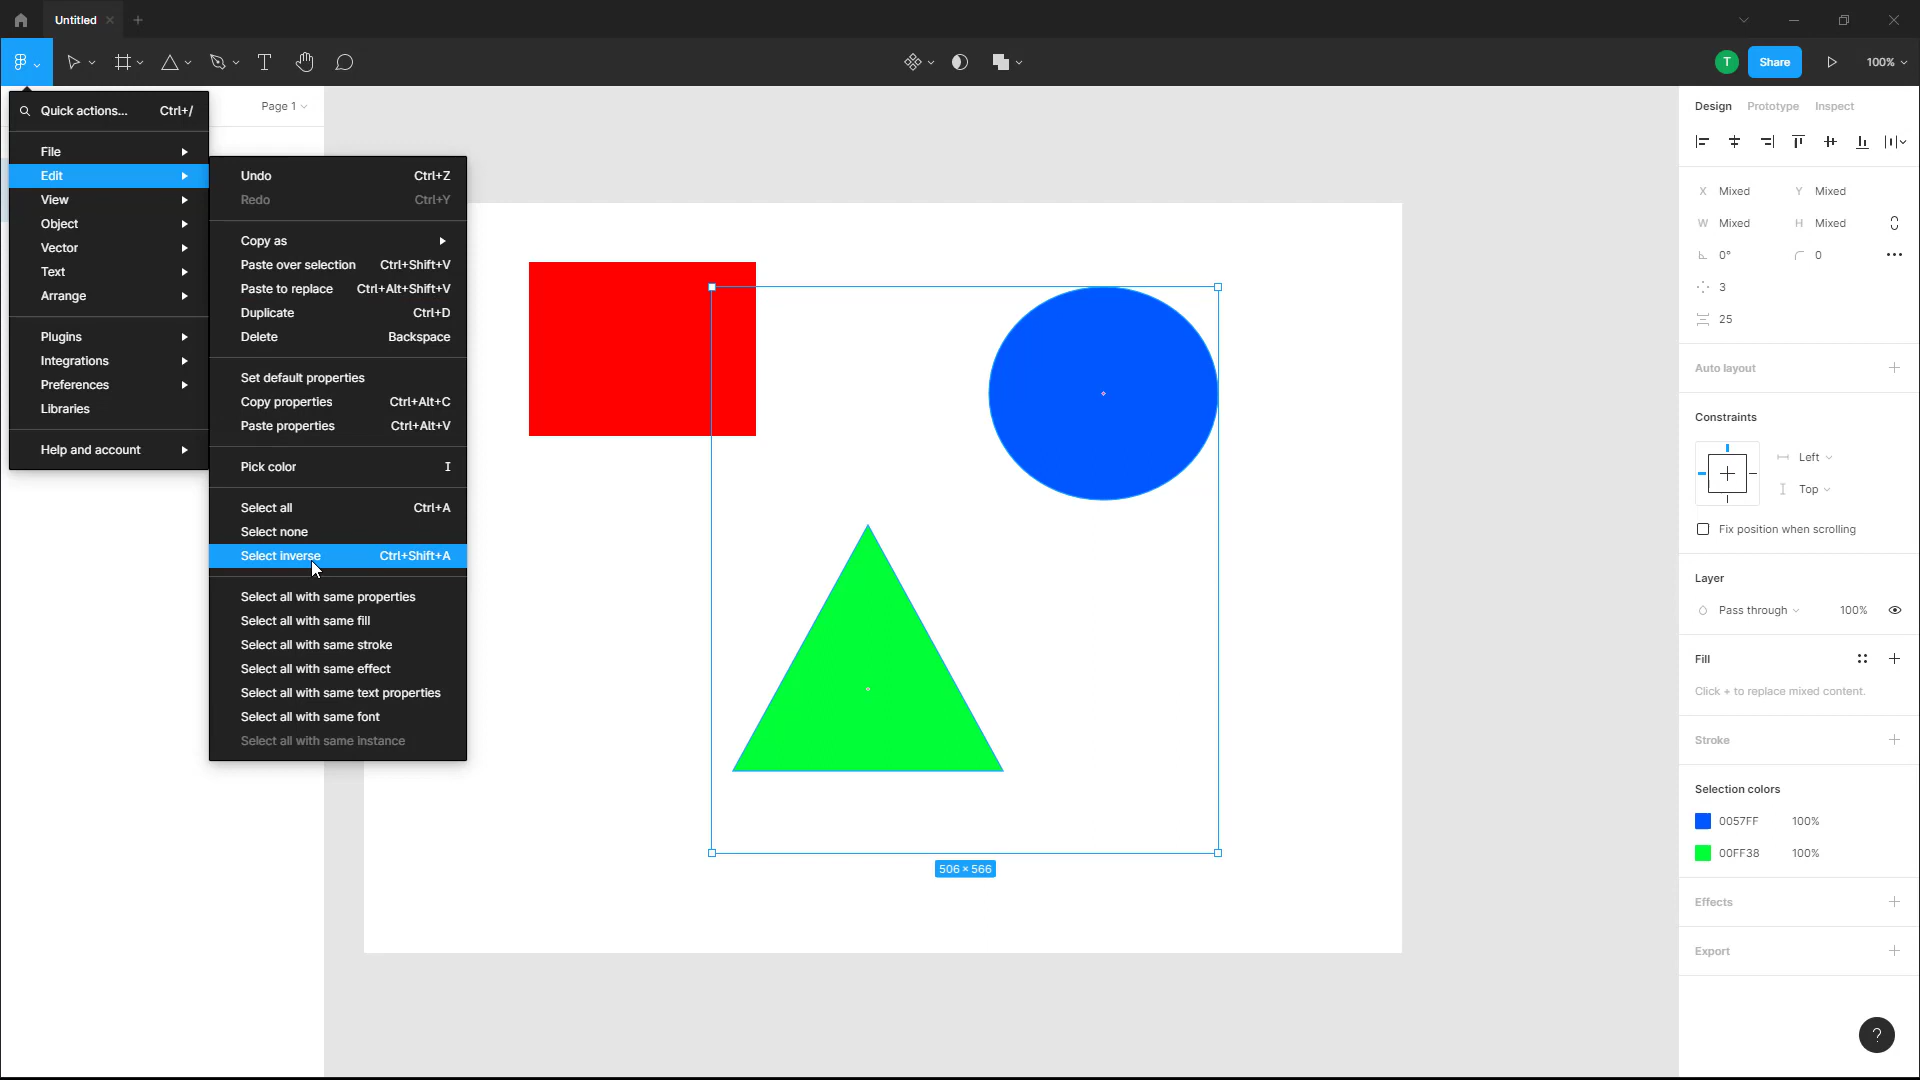 Untitled
T
Share
100%
Quick actions... Ctrl+/
Page 1
File
Edit
View
Object
Vector
Text
Arrange
Plugins
Integrations
Preferences
Libraries
Help and account
Undo Ctrl+Z
Redo Ctrl+Y
Copy as
Paste over selection Ctrl+Shift+V
Paste to replace Ctrl+Alt+Shift+V
Duplicate Ctrl+D
Delete Backspace
Set default properties
Copy properties Ctrl+Alt+C
Paste properties Ctrl+Alt+V
Pick color I
Select all Ctrl+A
Select none
Select inverse Ctrl+Shift+A
Select all with same properties
Select all with same fill
Select all with same stroke
Select all with same effect
Select all with same text properties
Select all with same font
Select all with same instance
506 × 566
Design Prototype Inspect
X Mixed Y Mixed
W Mixed H Mixed
0° 0
3
25
Auto layout
Constraints
Left
Top
Fix position when scrolling
Layer
Pass through 100%
Fill
Click + to replace mixed content.
Stroke
Selection colors
0057FF 100%
00FF38 100%
Effects
Export
?